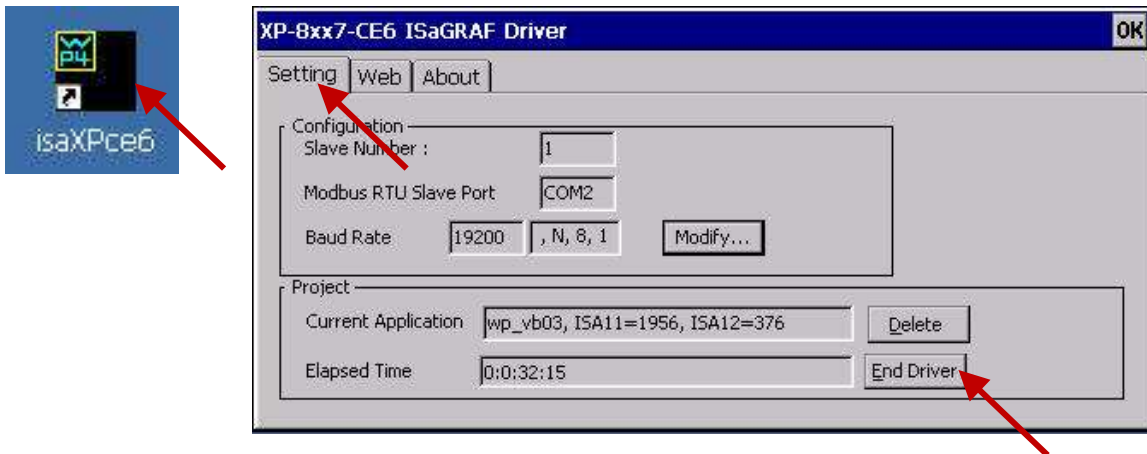 WP4
isaXPce6
XP-8xx7-CE6 ISaGRAF Driver OK
Setting Web About
Configuration
Slave Number : 1
Modbus RTU Slave Port COM2
Baud Rate 19200 , N, 8, 1 Modify...
Project
Current Application wp_vb03, ISA11=1956, ISA12=376 Delete
Elapsed Time 0:0:32:15 End Driver